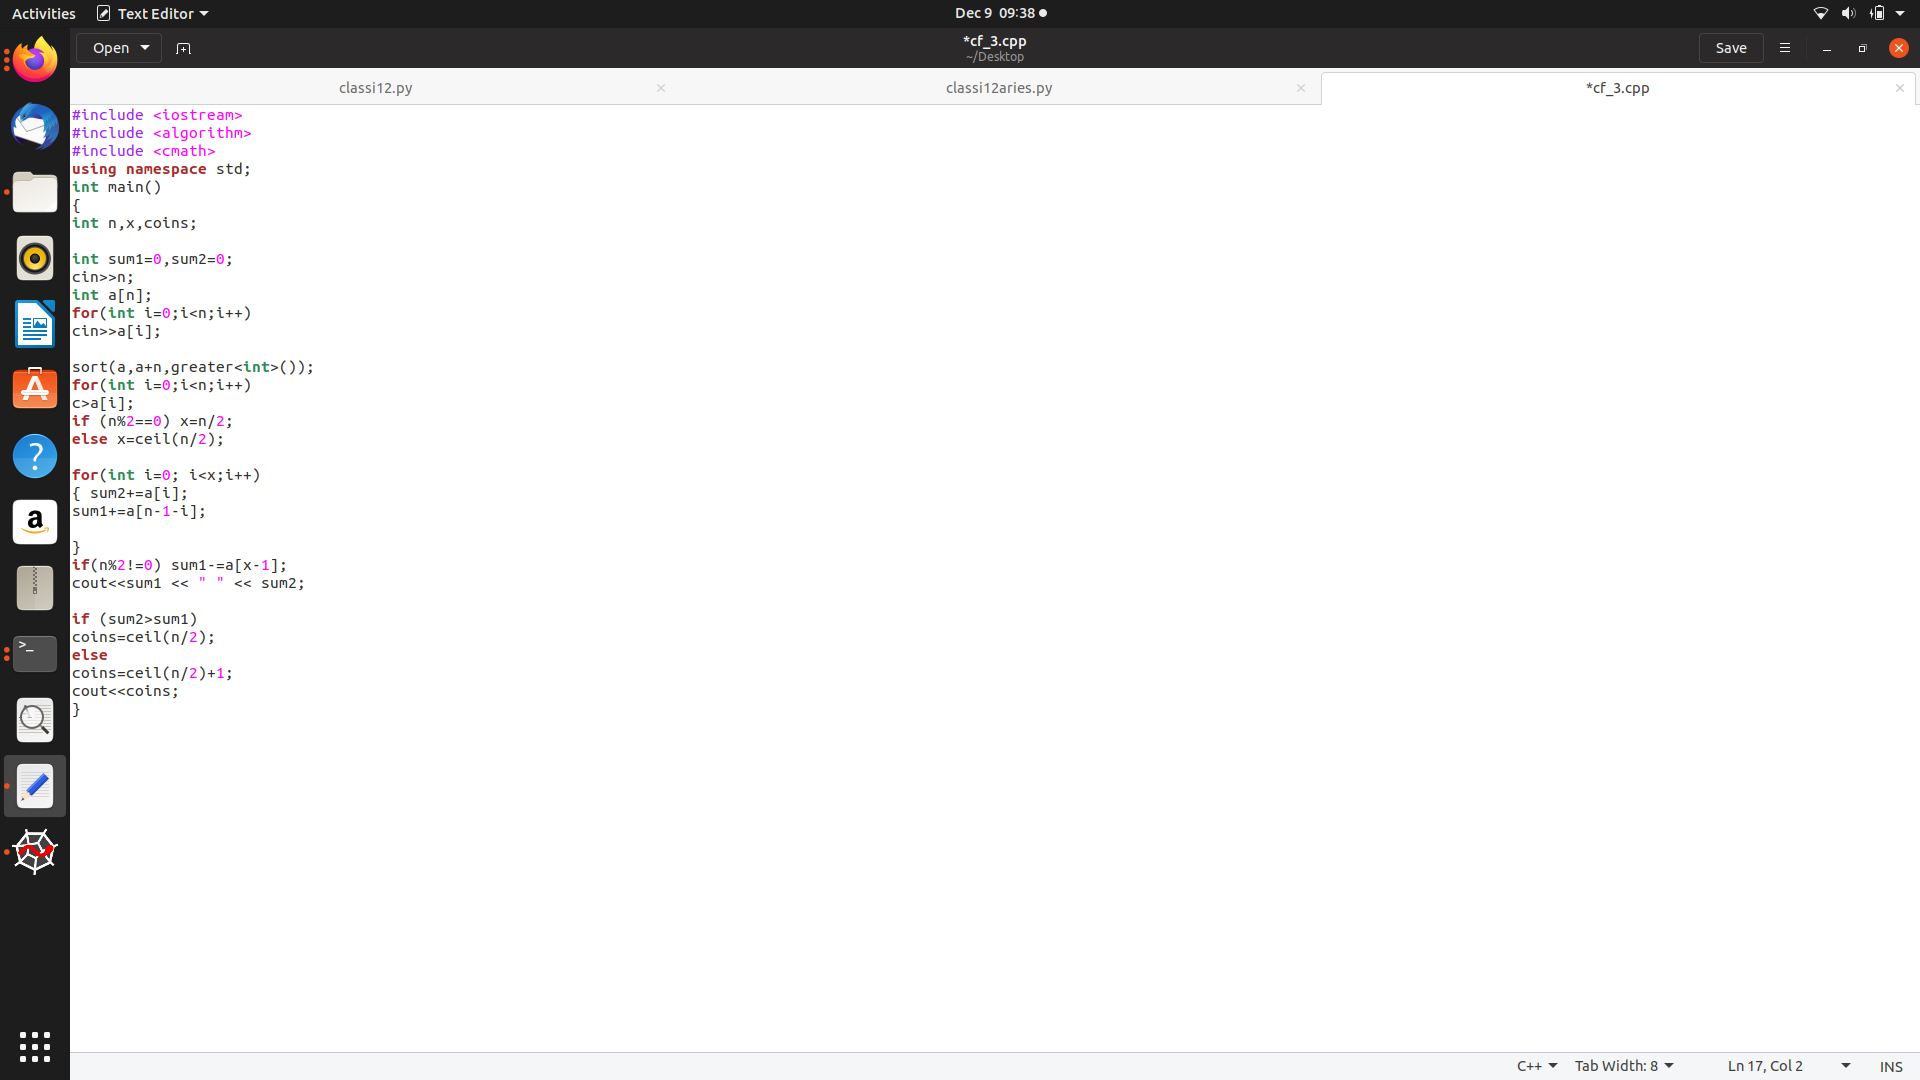 Activities Text Editor Dec 9 09:38
Open *cf_3.cpp Save
~/Desktop
classi12.py classi12aries.py *cf_3.cpp
#include <iostream>
#include <algorithm>
#include <cmath>
using namespace std;
int main()
{
int n,x,coins;
int sum1=0,sum2=0;
cin>>n;
int a[n];
for(int i=0;i<n;i++)
cin>>a[i];
sort(a,a+n,greater<int>());
for(int i=0;i<n;i++)
c>a[i];
if (n%2==0) x=n/2;
else x=ceil(n/2);
for(int i=0; i<x;i++)
{ sum2+=a[i];
sum1+=a[n-1-i];
}
if(n%2!=0) sum1-=a[x-1];
cout<<sum1 << " " << sum2;
if (sum2>sum1)
coins=ceil(n/2);
else
coins=ceil(n/2)+1;
cout<<coins;
}
C++ Tab Width: 8 Ln 17, Col 2 INS